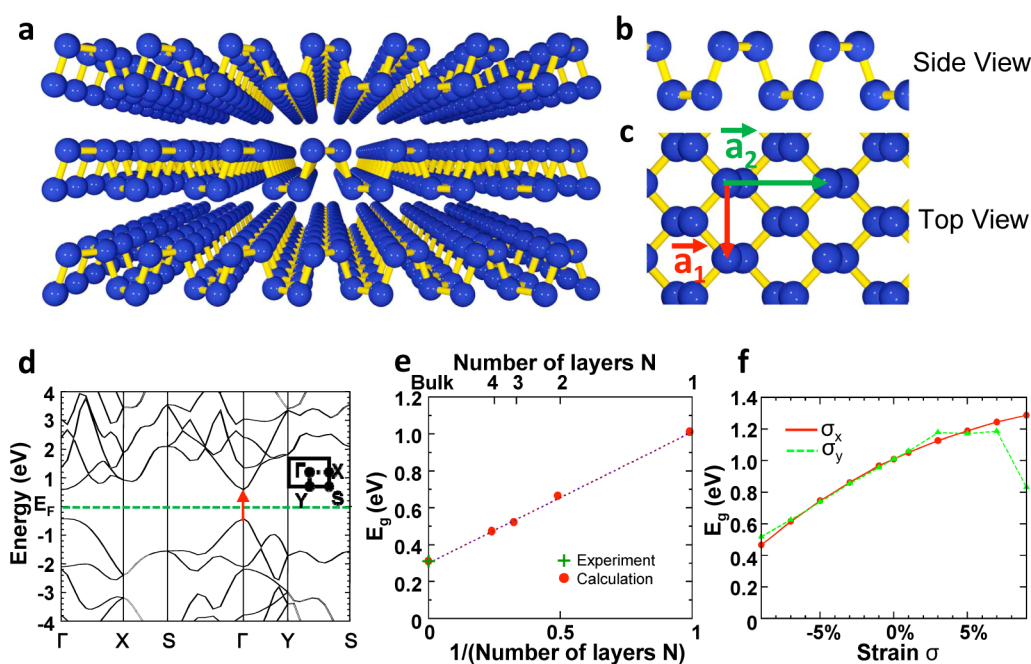 a
b
Side View
c
a₂
a₁
Top View
d
Energy (eV)
4
3
2
1
E_F
-1
-2
-3
-4
Γ X S Γ Y S
Γ X
Y S
e
Number of layers N
Bulk 4 3 2 1
E_g (eV)
1.2
1.0
0.8
0.6
0.4
0.2
0
Experiment
Calculation
0 0.5 1
1/(Number of layers N)
f
E_g (eV)
1.4
1.2
1.0
0.8
0.6
0.4
0.2
0
σ_x
σ_y
-5% 0% 5%
Strain σ